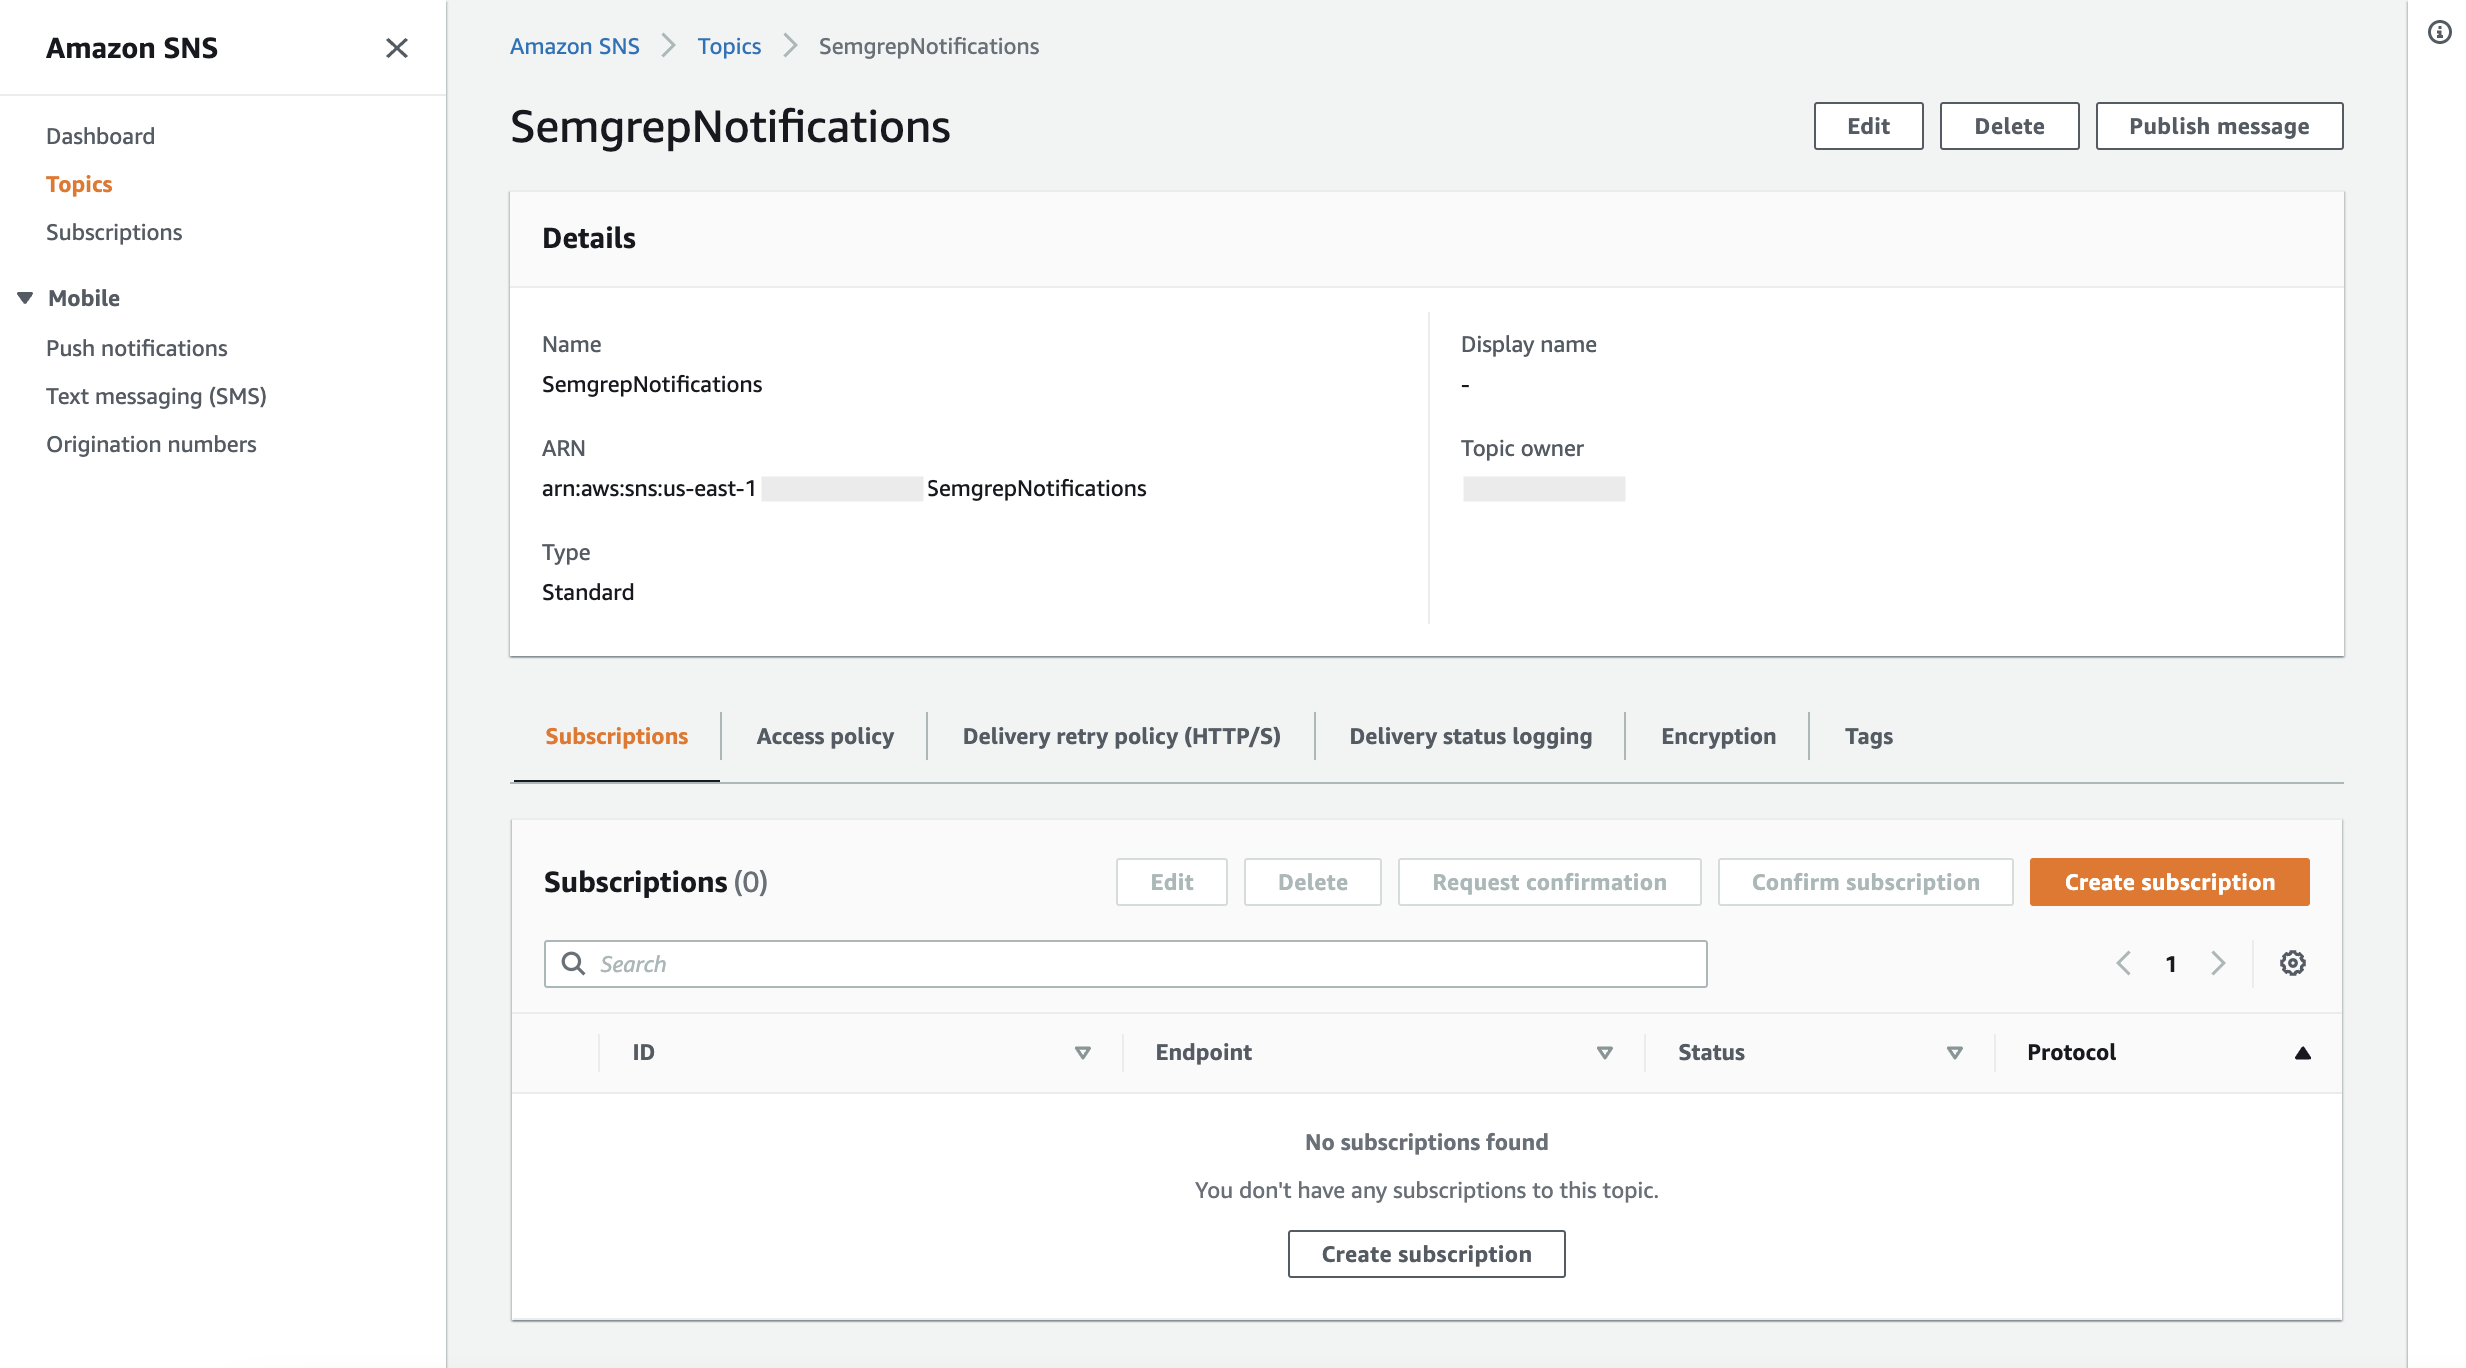 Amazon SNS
Dashboard
Topics
Subscriptions
Mobile
Push notifications
Text messaging (SMS)
Origination numbers
Amazon SNS Topics SemgrepNotifications
SemgrepNotifications
Edit Delete Publish message
Details
Name
SemgrepNotifications
ARN
arn:aws:sns:us-east-1 SemgrepNotifications
Type
Standard
Display name
-
Topic owner
Subscriptions Access policy Delivery retry policy (HTTP/S) Delivery status logging Encryption Tags
Subscriptions (0) Edit Delete Request confirmation Confirm subscription Create subscription
Search 1
ID Endpoint Status Protocol
No subscriptions found
You don't have any subscriptions to this topic.
Create subscription